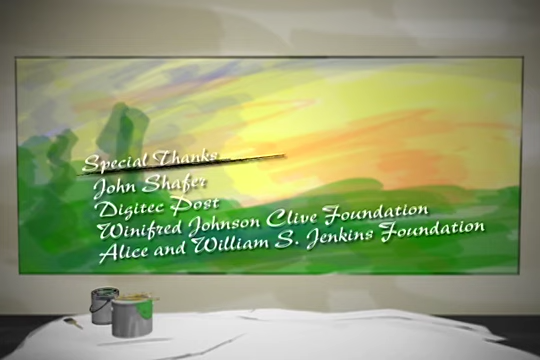 Special Thanks
John Shafer
Digitec Post
Winifred Johnson Clive Foundation
Alice and William S. Jenkins Foundation